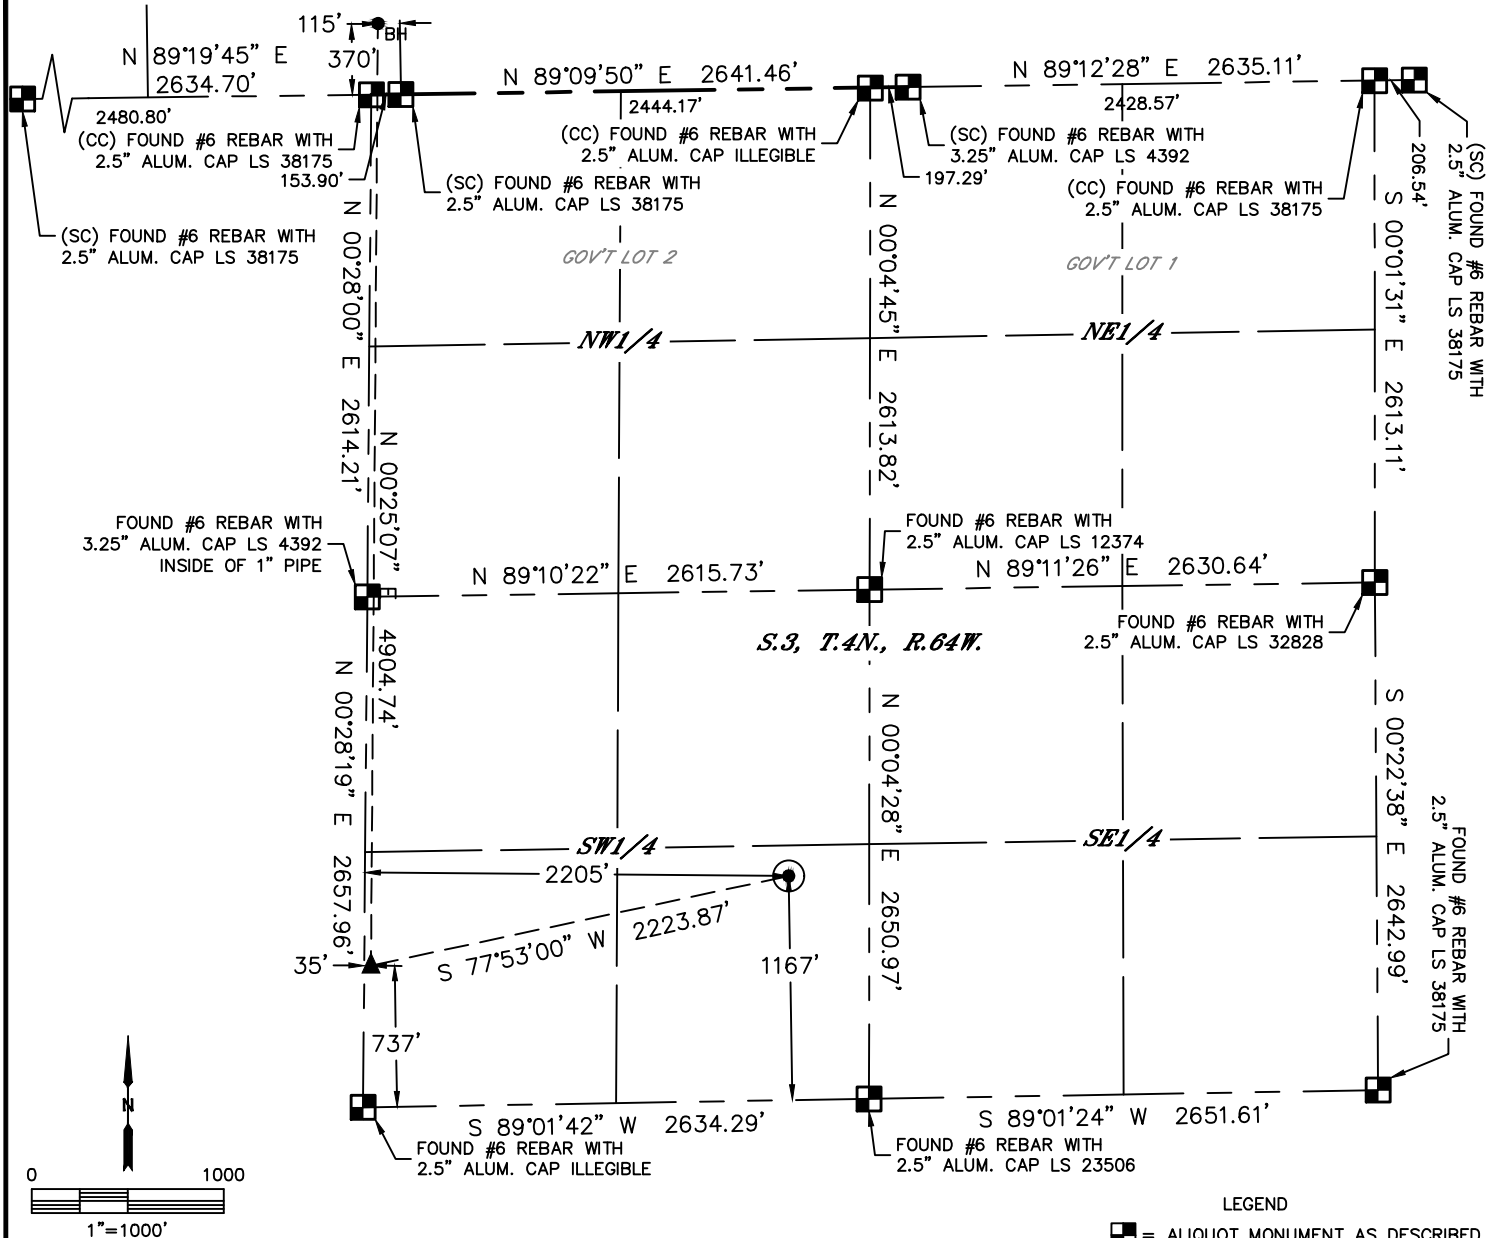 115'
BH
370'
N 89°19'45" E
2634.70'
2480.80'
N 89°09'50" E 2641.46'
2444.17'
N 89°12'28" E 2635.11'
2428.57'
(CC) FOUND #6 REBAR WITH
2.5" ALUM. CAP LS 38175
153.90'
(CC) FOUND #6 REBAR WITH
2.5" ALUM. CAP ILLEGIBLE
(SC) FOUND #6 REBAR WITH
3.25" ALUM. CAP LS 4392
197.29'
(SC) FOUND #6 REBAR WITH
2.5" ALUM. CAP LS 38175
(CC) FOUND #6 REBAR WITH
2.5" ALUM. CAP LS 38175
206.54'
(SC) FOUND #6 REBAR WITH
2.5" ALUM. CAP LS 38175
(SC) FOUND #6 REBAR WITH
2.5" ALUM. CAP LS 38175
GOV'T LOT 2
GOV'T LOT 1
N 00°28'00" E 2614.21'
N 00°04'45" E 2613.82'
S 00°01'31" E 2613.11'
NW1/4
NE1/4
N 00°25'07" E
4904.74'
FOUND #6 REBAR WITH
3.25" ALUM. CAP LS 4392
INSIDE OF 1" PIPE
FOUND #6 REBAR WITH
2.5" ALUM. CAP LS 12374
N 89°10'22" E 2615.73'
N 89°11'26" E 2630.64'
FOUND #6 REBAR WITH
2.5" ALUM. CAP LS 32828
S.3, T.4N., R.64W.
N 00°28'19" E 2657.96'
N 00°04'28" E 2650.97'
S 00°22'38" E 2642.99'
SW1/4
SE1/4
FOUND #6 REBAR WITH
2.5" ALUM. CAP LS 38175
2205'
S 77°53'00" W 2223.87'
35'
1167'
737'
S 89°01'42" W 2634.29'
S 89°01'24" W 2651.61'
FOUND #6 REBAR WITH
2.5" ALUM. CAP ILLEGIBLE
FOUND #6 REBAR WITH
2.5" ALUM. CAP LS 23506
N
0 1000
1"=1000'
LEGEND
= ALIQUOT MONUMENT AS DESCRIBED